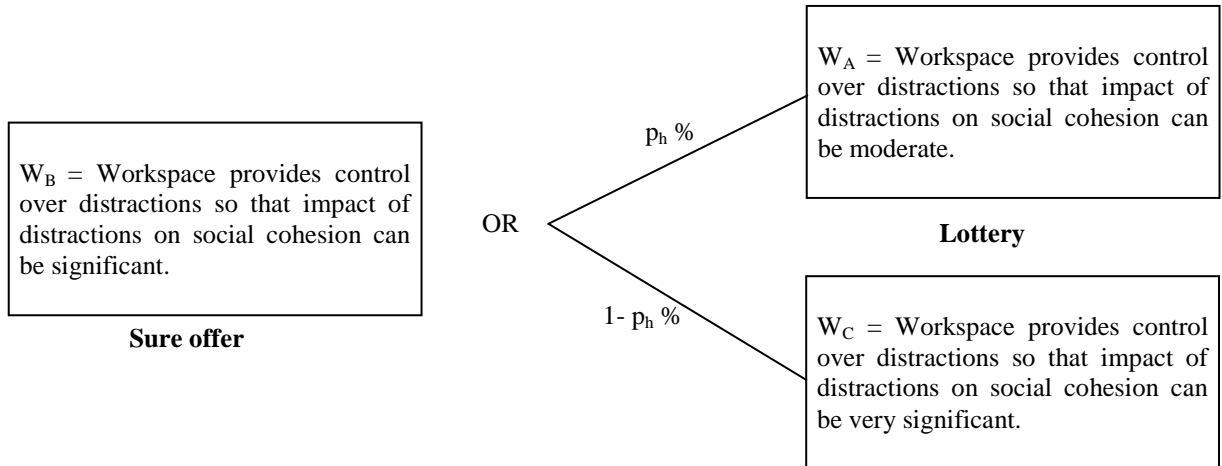 W_B = Workspace provides control
over distractions so that impact of
distractions on social cohesion can
be significant.
Sure offer
OR
p_h %
1- p_h %
W_A = Workspace provides control
over distractions so that impact of
distractions on social cohesion can
be moderate.
Lottery
W_C = Workspace provides control
over distractions so that impact of
distractions on social cohesion can
be very significant.